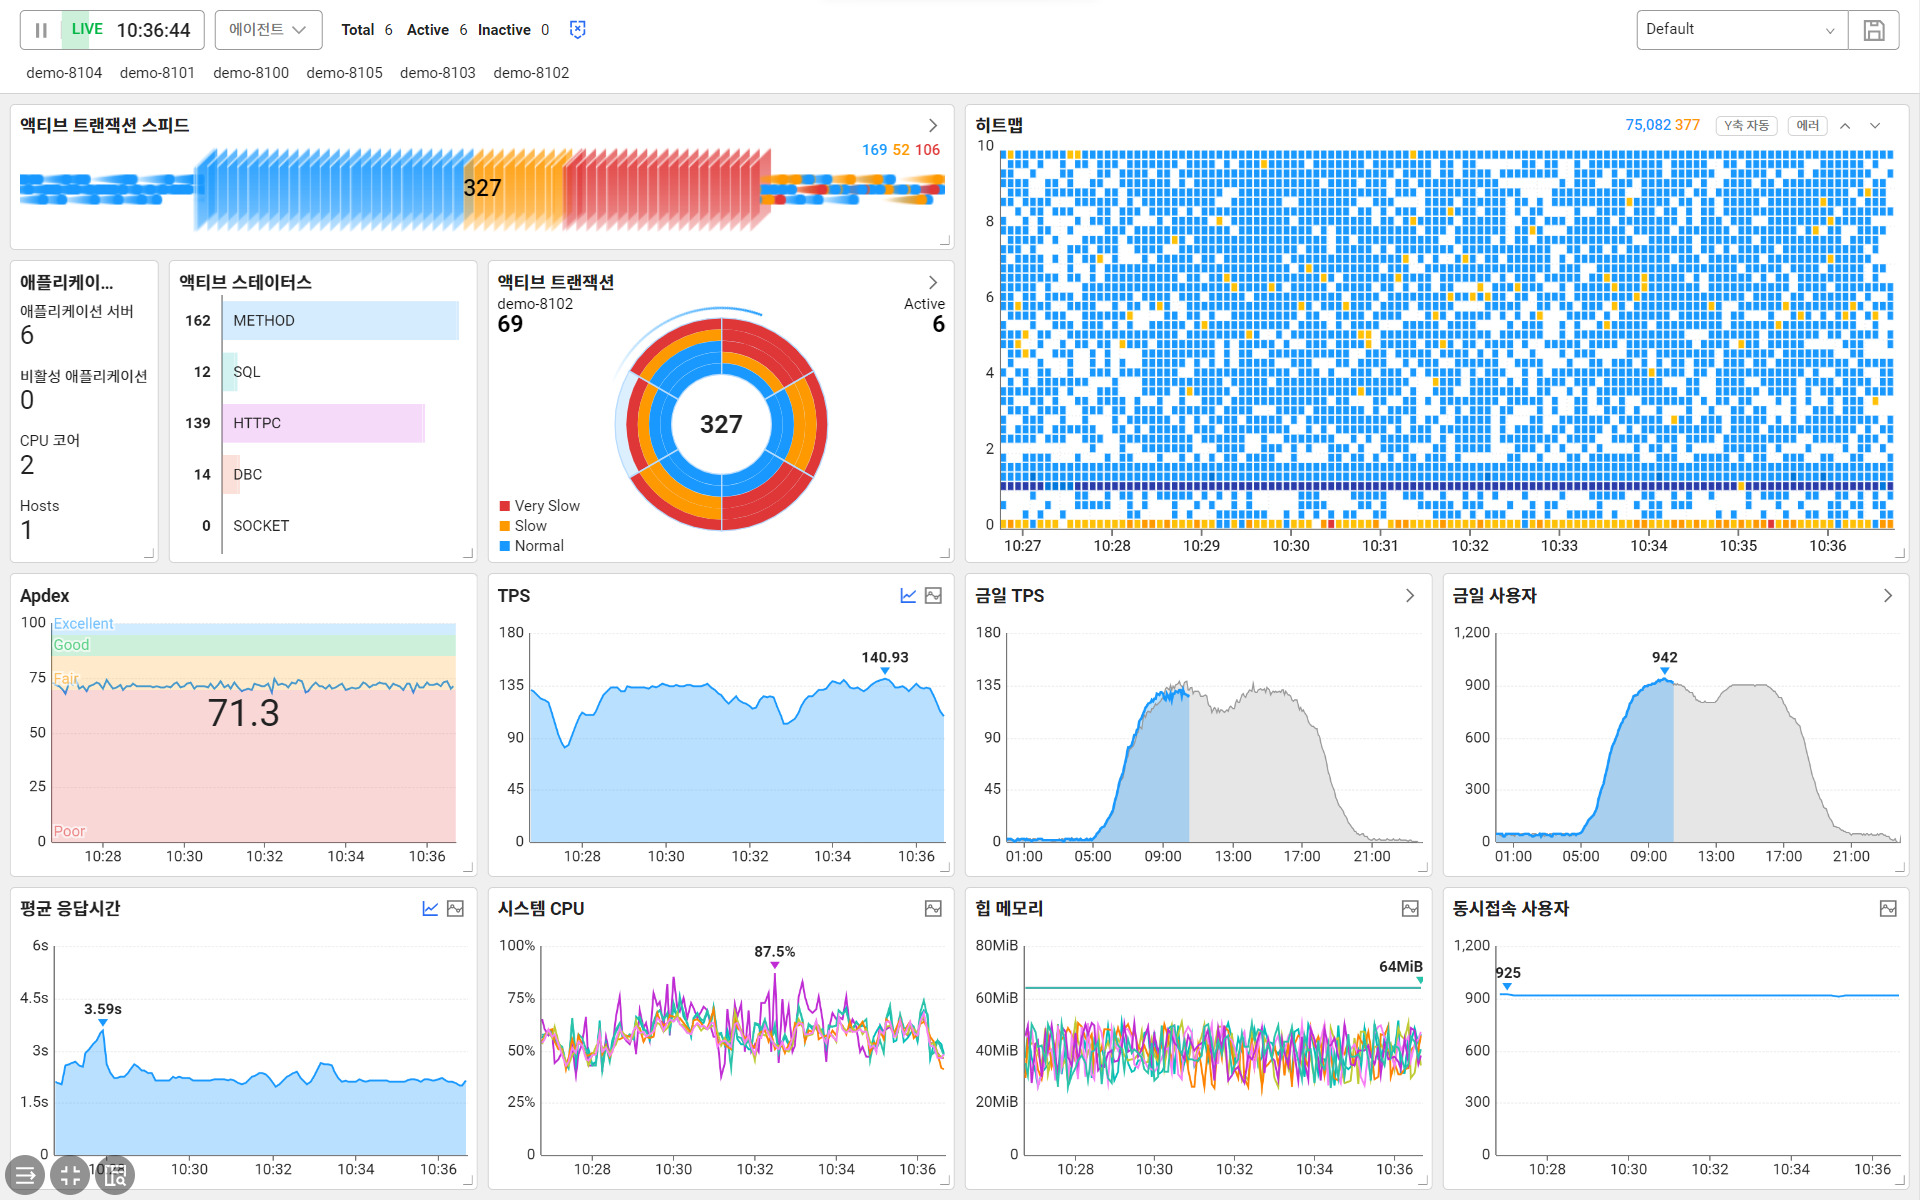 LIVE 10:36:44 에이전트 Total 6 Active 6 Inactive 0 Default
demo-8104 demo-8101 demo-8100 demo-8105 demo-8103 demo-8102
액티브 트랜잭션 스피드
169 52 106
327
히트맵 75,082 377 Y축 자동 에러
10
8
6
4
2
0
10:27 10:28 10:29 10:30 10:31 10:32 10:33 10:34 10:35 10:36
애플리케이...
애플리케이션 서버
6
비활성 애플리케이션
0
CPU 코어
2
Hosts
1
액티브 스테이터스
162 METHOD
12 SQL
139 HTTPC
14 DBC
0 SOCKET
액티브 트랜잭션
demo-8102 Active
69 6
327
Very Slow
Slow
Normal
Apdex
100 Excellent
Good
75 Fair
71.3
50
25
Poor
0
10:28 10:30 10:32 10:34 10:36
TPS
180
140.93
135
90
45
0
10:28 10:30 10:32 10:34 10:36
금일 TPS
180
135
90
45
0
01:00 05:00 09:00 13:00 17:00 21:00
금일 사용자
1,200
942
900
600
300
0
01:00 05:00 09:00 13:00 17:00 21:00
평균 응답시간
6s
4.5s
3.59s
3s
1.5s
0
10:28 10:30 10:32 10:34 10:36
시스템 CPU
100%
87.5%
75%
50%
25%
0
10:28 10:30 10:32 10:34 10:36
힙 메모리
80MiB
64MiB
60MiB
40MiB
20MiB
0
10:28 10:30 10:32 10:34 10:36
동시접속 사용자
1,200
925
900
600
300
0
10:28 10:30 10:32 10:34 10:36